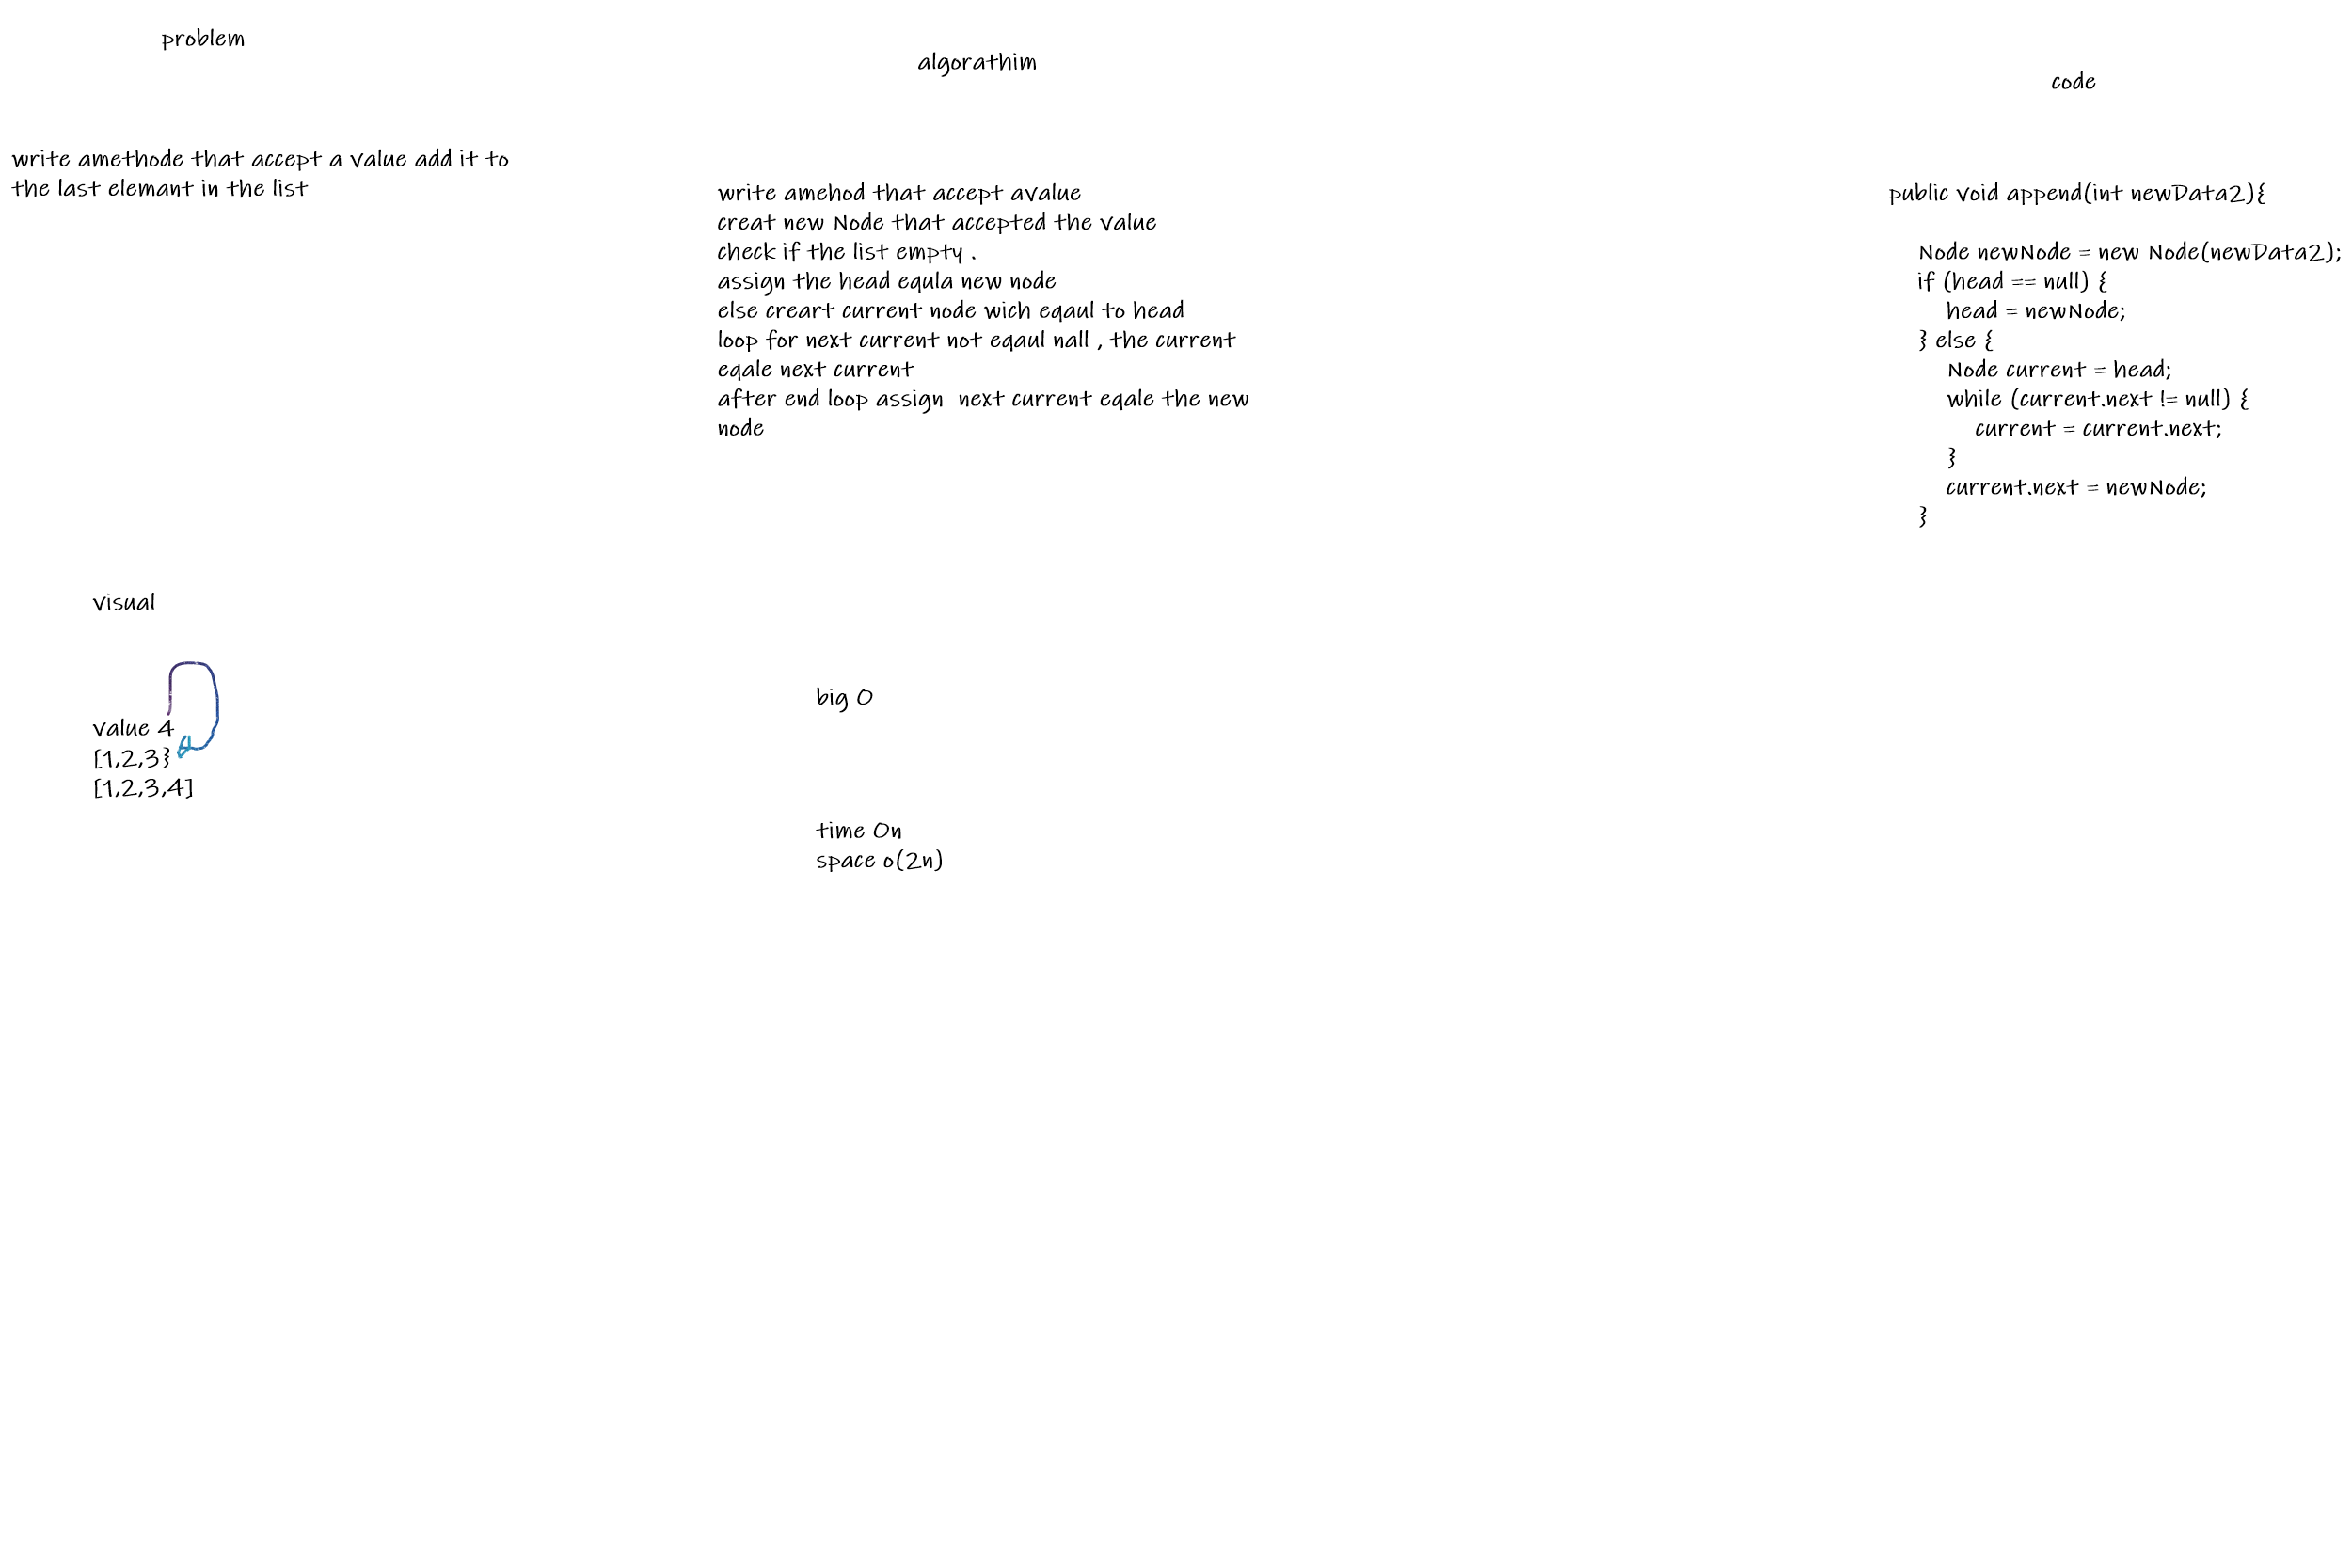 problem
write amethode that accept a value add it to
the last elemant in the list
visual
value 4
[1,2,3}
[1,2,3,4]
algorathim
write amehod that accept avalue
creat new Node that accepted the value
check if the list empty .
assign the head equla new node
else creart current node wich eqaul to head
loop for next current not eqaul nall , the current
eqale next current
after end loop assign  next current eqale the new
node
big O
time On
space o(2n)
code
public void append(int newData2){
Node newNode = new Node(newData2);
if (head == null) {
head = newNode;
} else {
Node current = head;
while (current.next != null) {
current = current.next;
}
current.next = newNode;
}